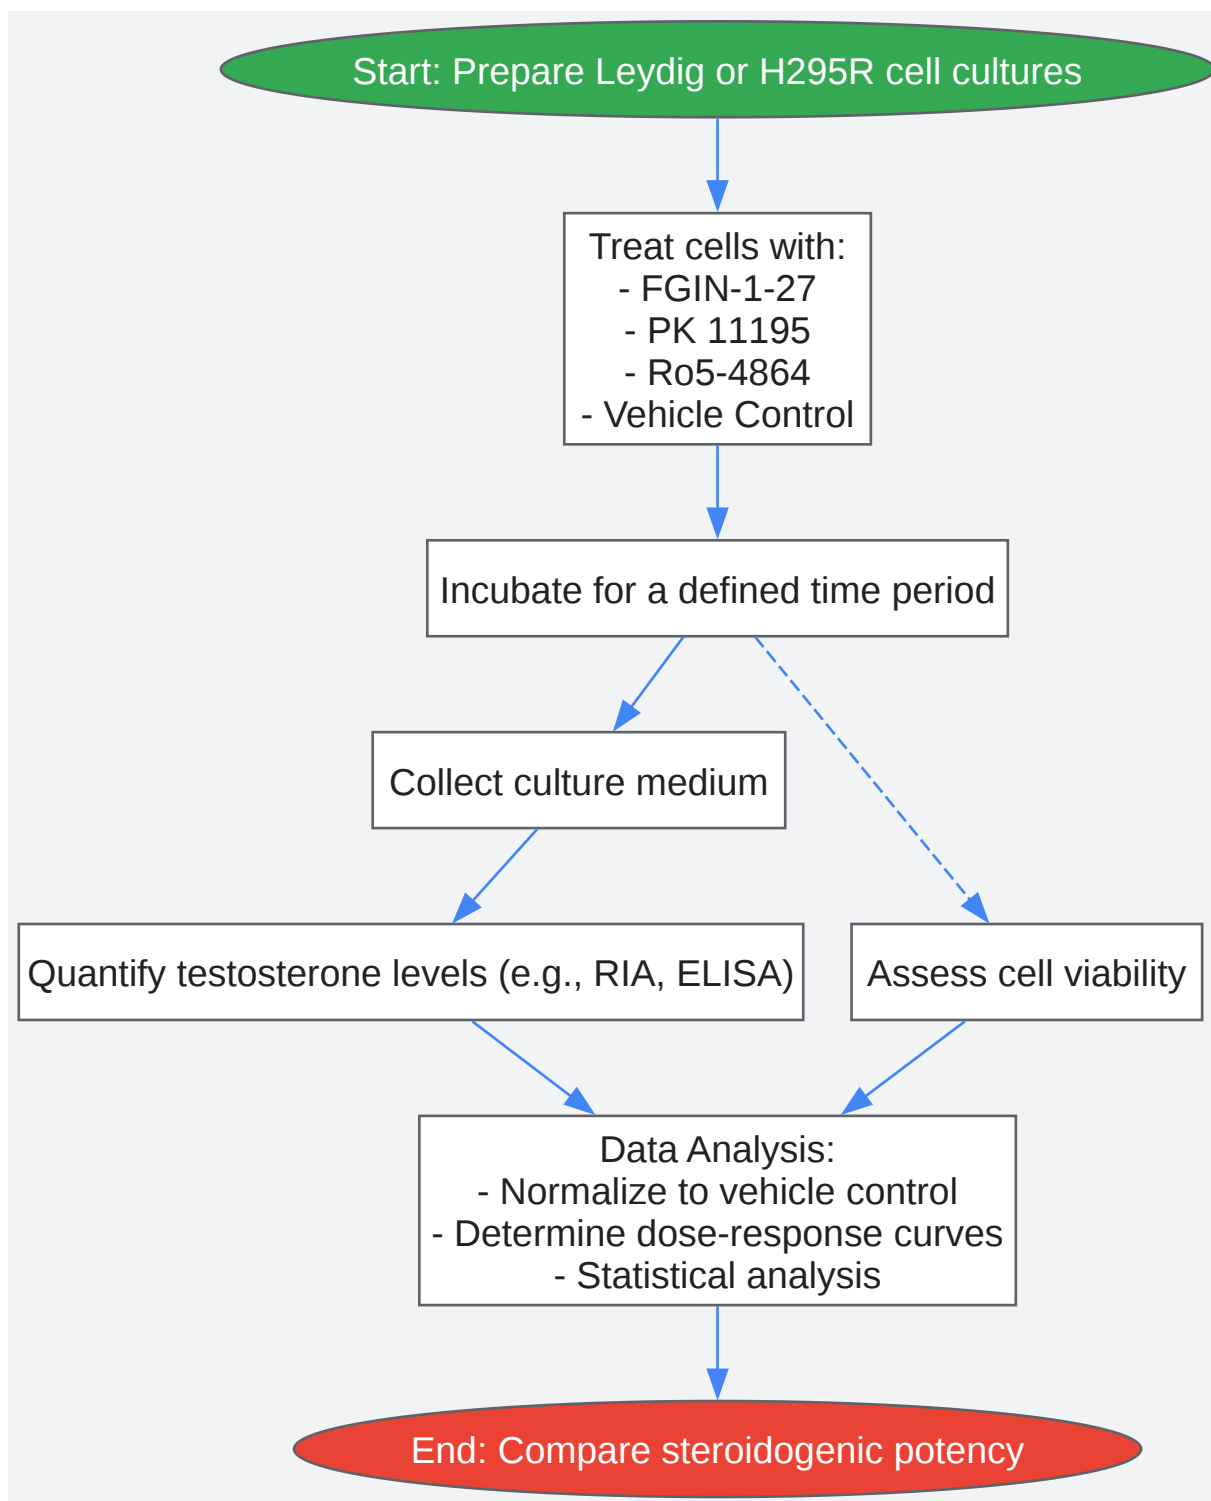 Start: Prepare Leydig or H295R cell cultures
Treat cells with:
- FGIN-1-27
- PK 11195
- Ro5-4864
- Vehicle Control
Incubate for a defined time period
Collect culture medium
Quantify testosterone levels (e.g., RIA, ELISA)
Assess cell viability
Data Analysis:
- Normalize to vehicle control
- Determine dose-response curves
- Statistical analysis
End: Compare steroidogenic potency